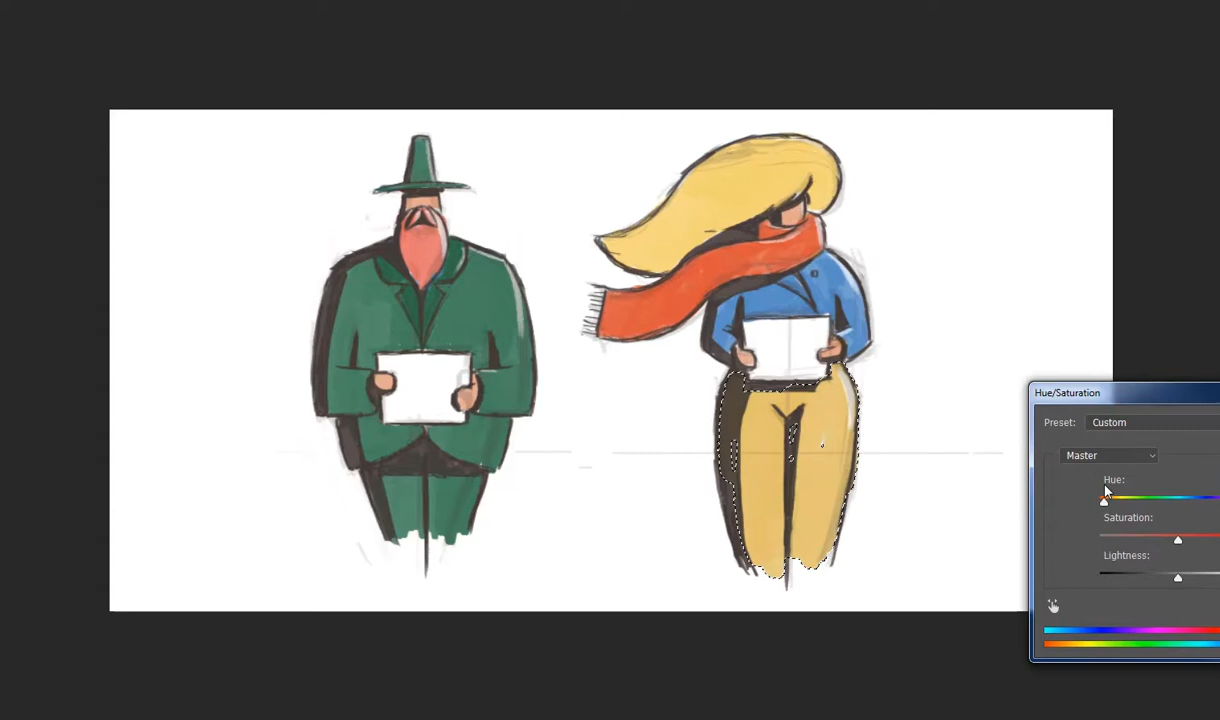 Hue/Saturation
Preset: Custom
Master
Hue:
Saturation:
Lightness: